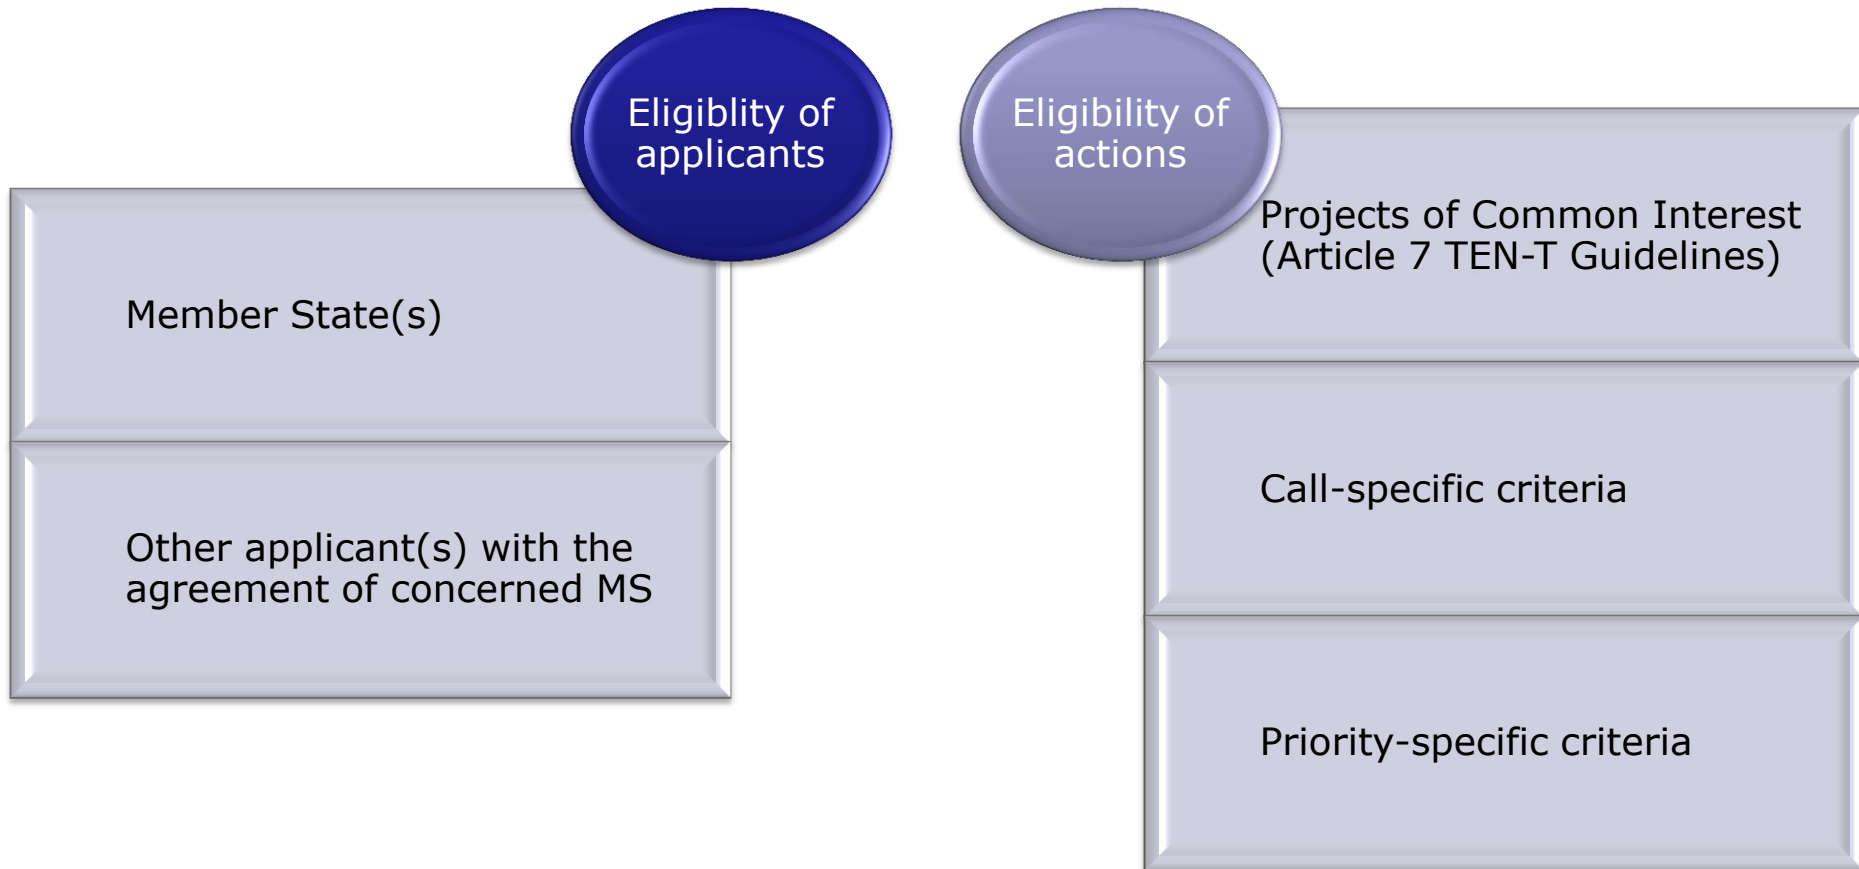 Eligiblity of
applicants
Member State(s)
Other applicant(s) with the
agreement of concerned MS
Eligibility of
actions
Projects of Common Interest
(Article 7 TEN-T Guidelines)
Call-specific criteria
Priority-specific criteria